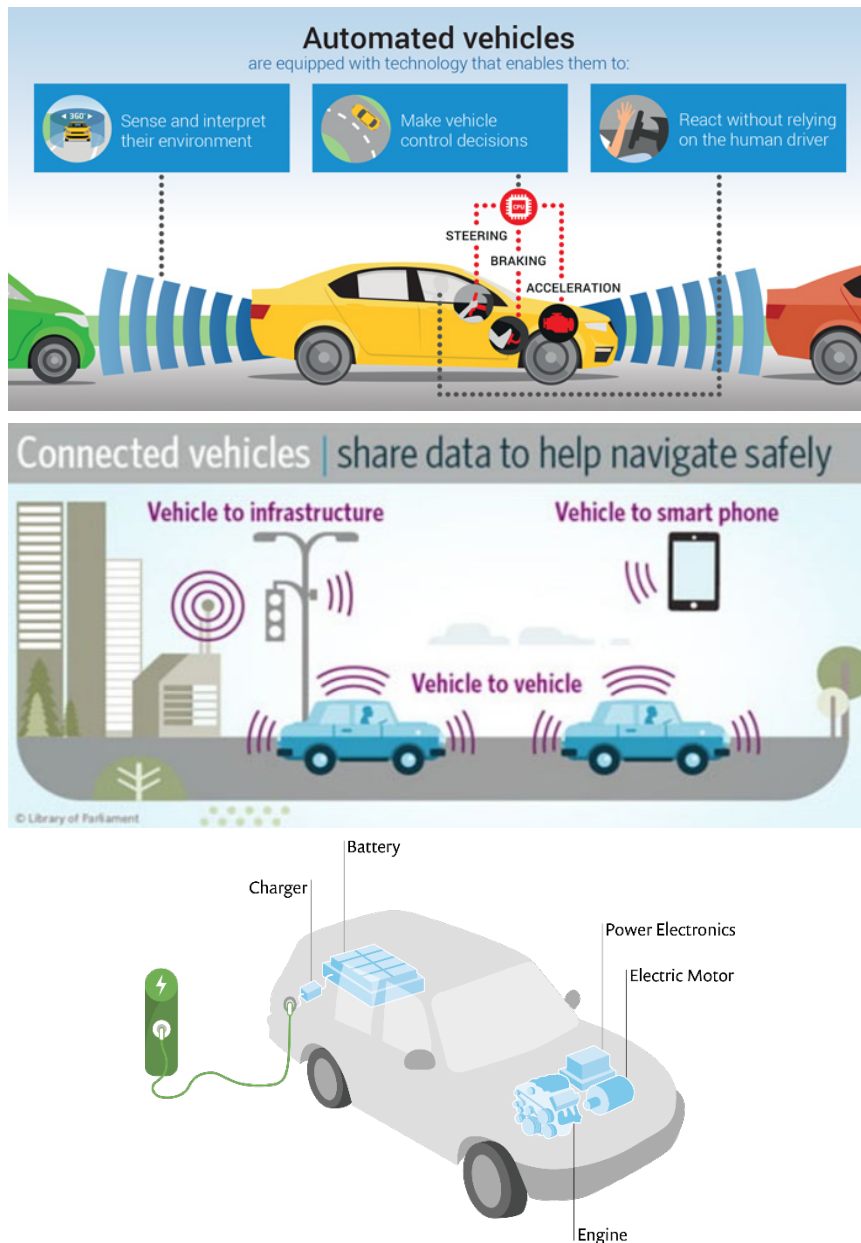 Automated vehicles
are equipped with technology that enables them to:
360°
Sense and interpret
their environment
Make vehicle
control decisions
React without relying
on the human driver
CPU
STEERING
BRAKING
ACCELERATION
Connected vehicles | share data to help navigate safely
Vehicle to infrastructure
Vehicle to smart phone
Vehicle to vehicle
© Library of Parliament
Battery
Charger
Power Electronics
Electric Motor
Engine